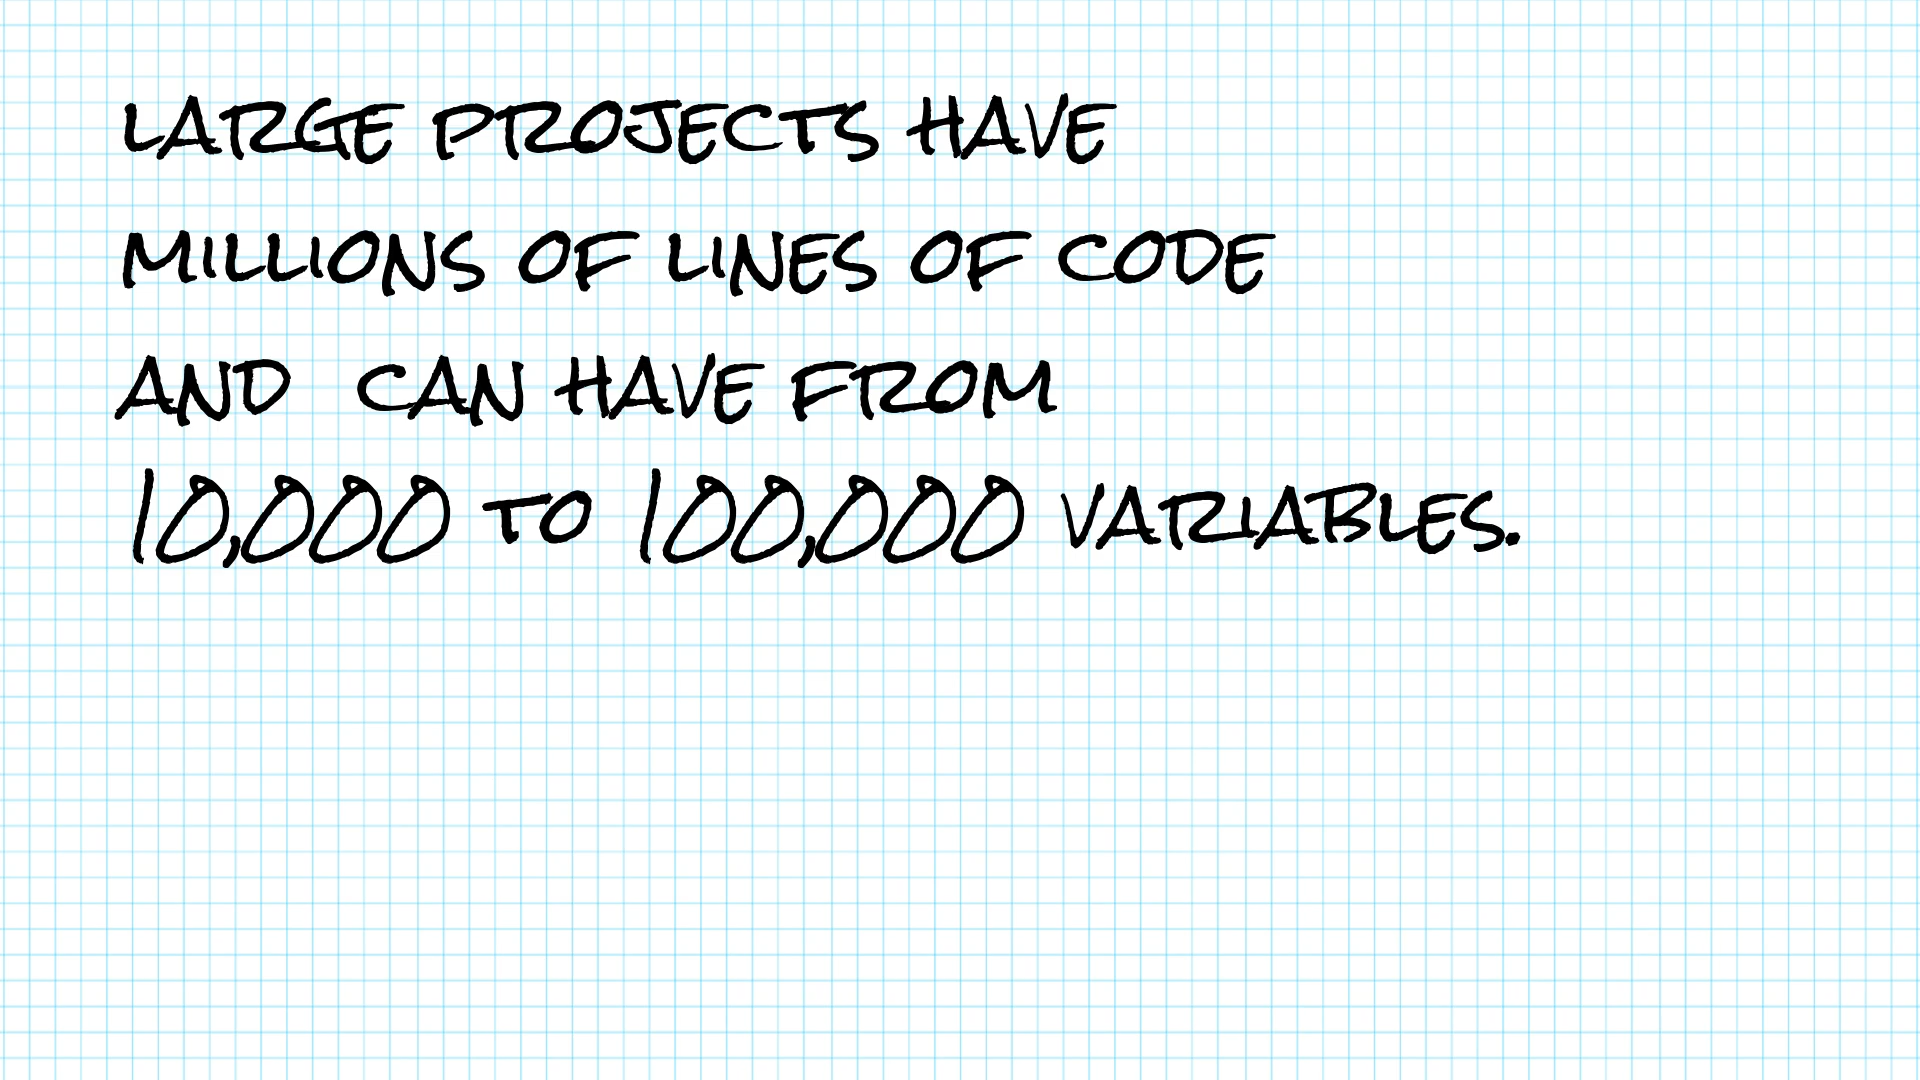 LARGE PROJECTS HAVE
MILLIONS OF LINES OF CODE
AND CAN HAVE FROM
10,000 TO 100,000 VARIABLES.